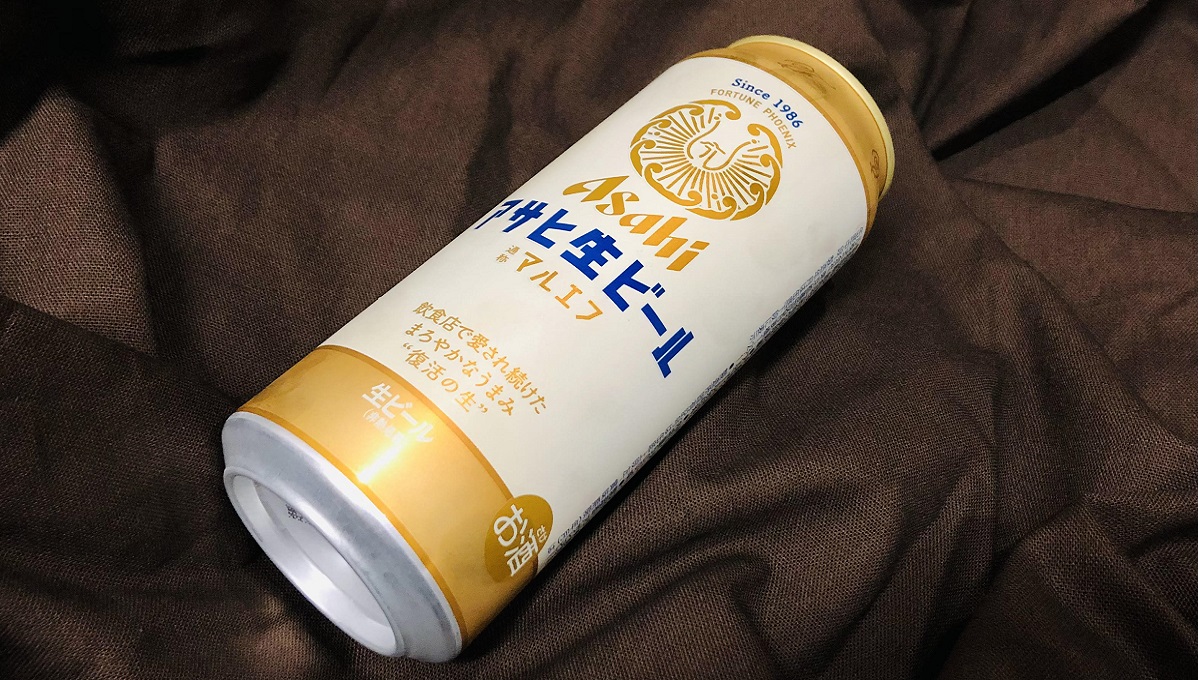 Since 1986
FORTUNE PHOENIX
Asahi
アサヒ生ビール
通称 マルエフ
飲食店で愛され続けた
まろやかなうまみ
“復活の生”
生ビール
お酒